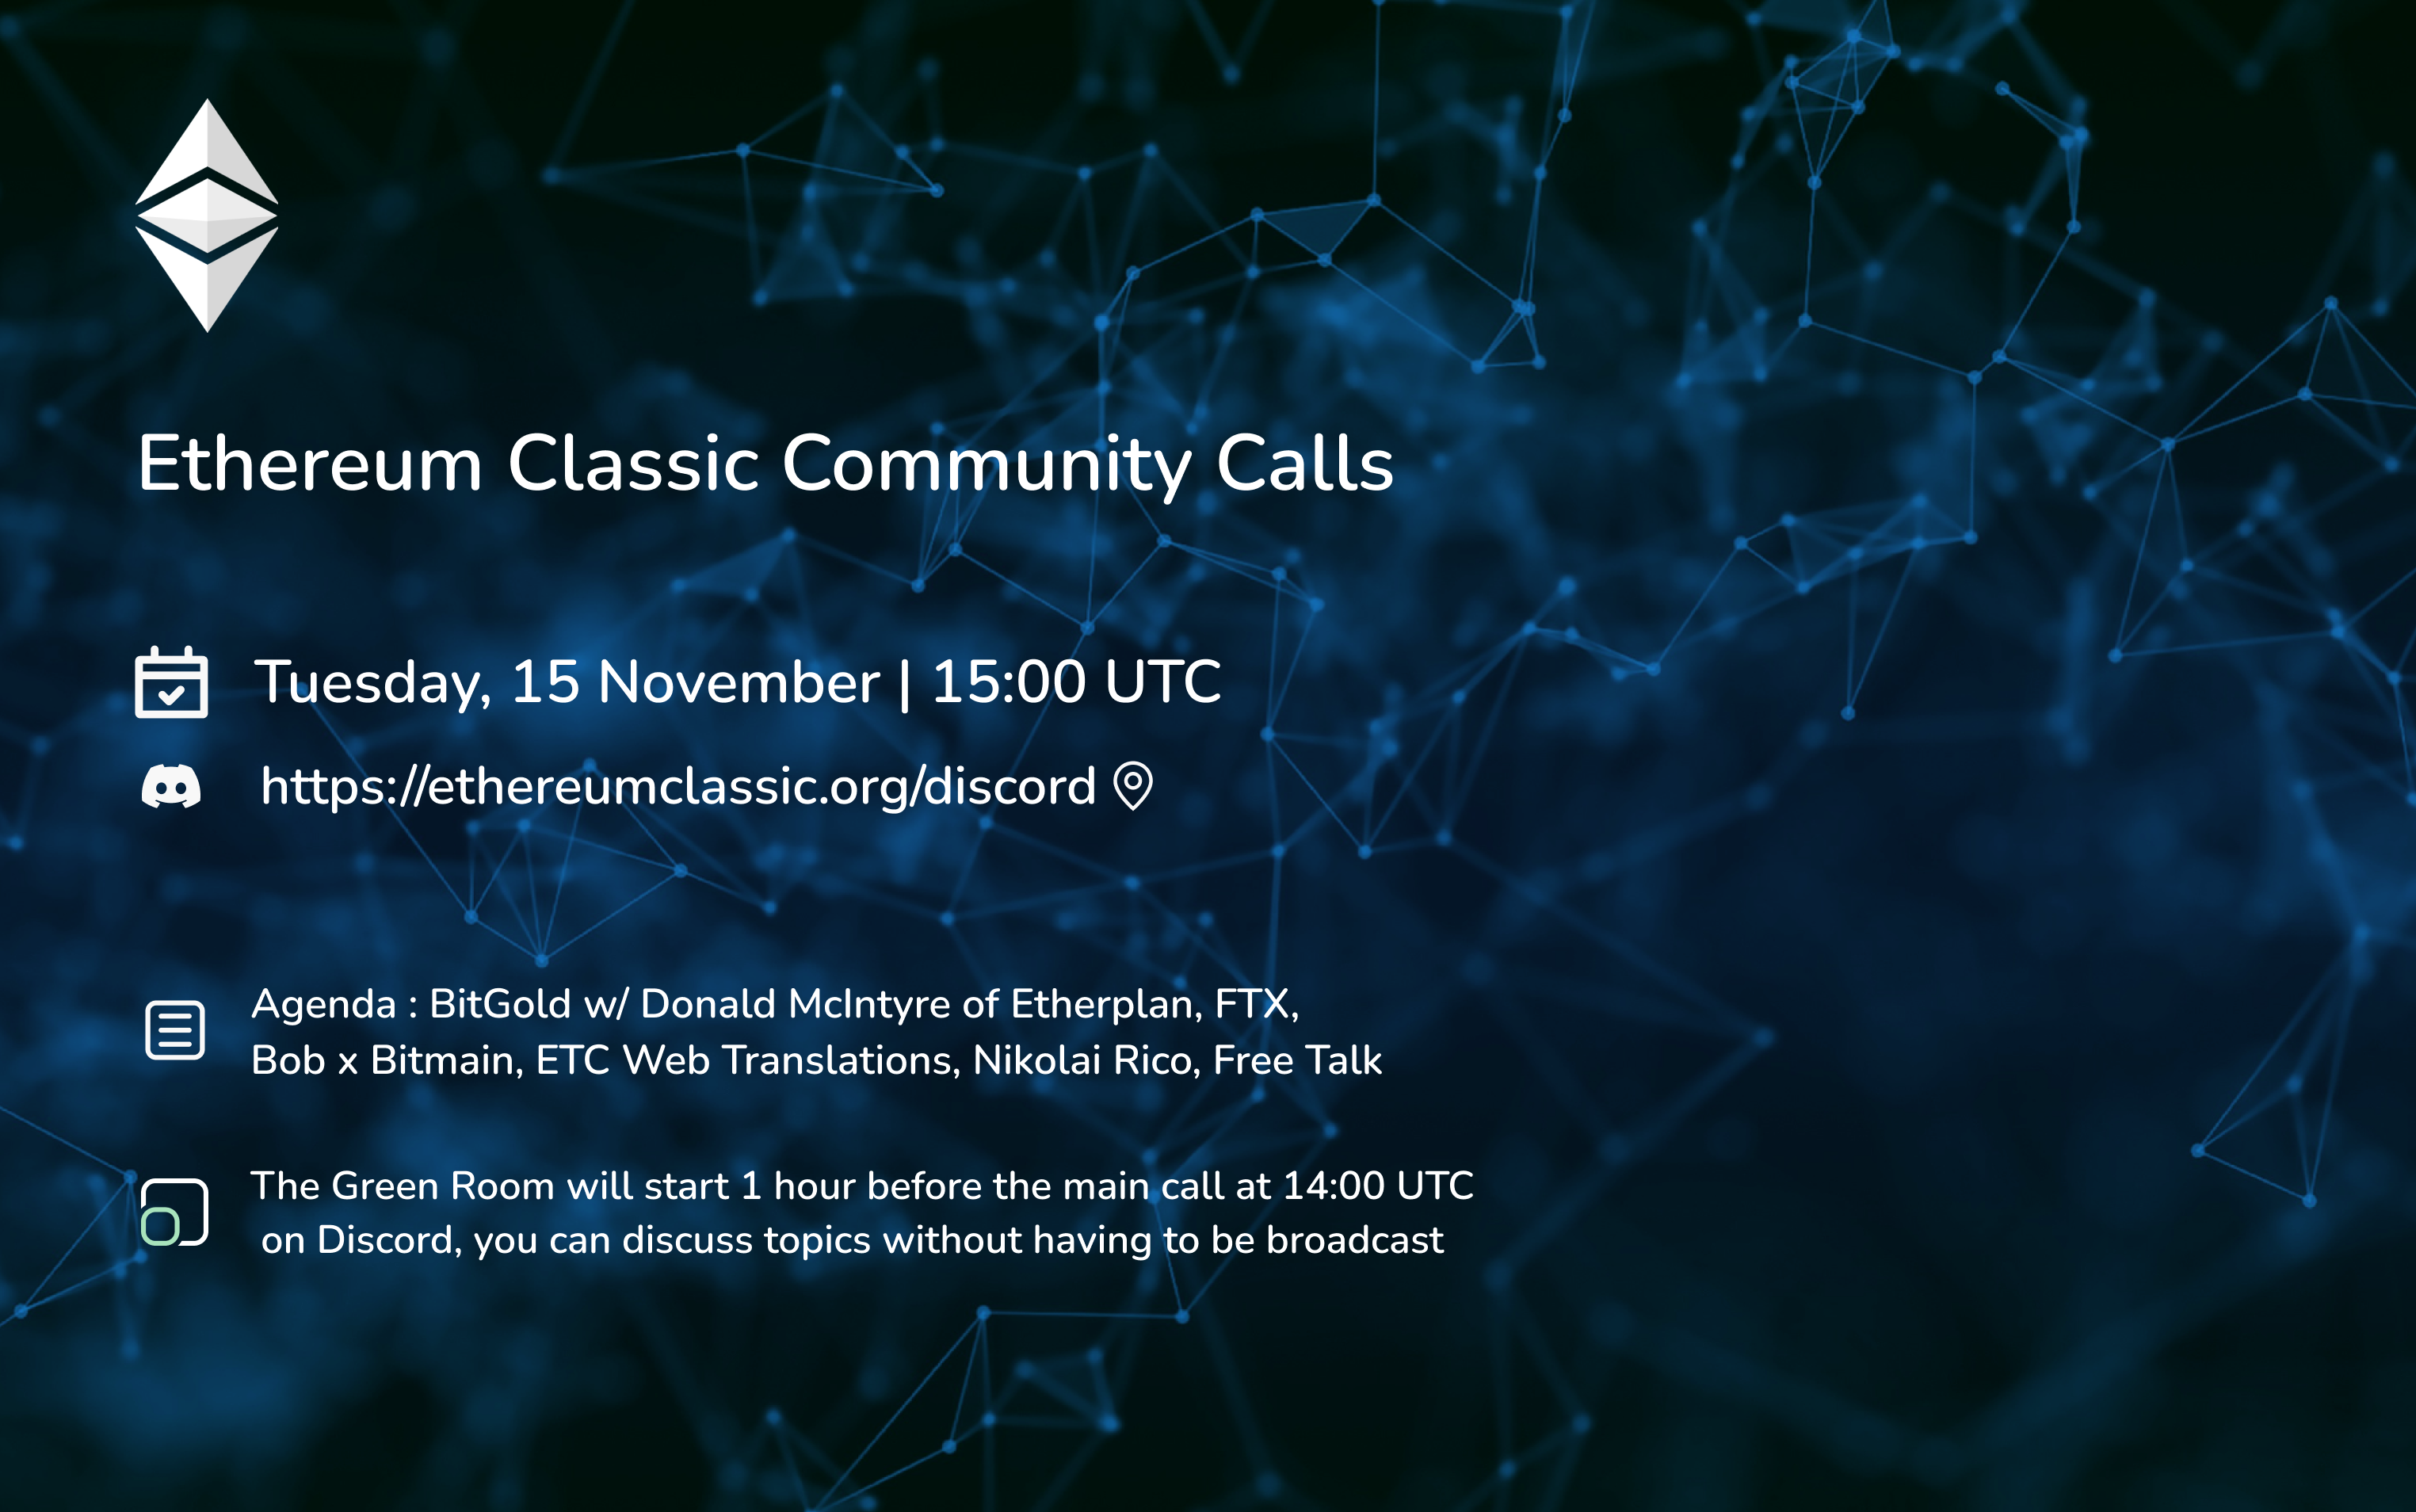 Ethereum Classic Community Calls
Tuesday, 15 November | 15:00 UTC
https://ethereumclassic.org/discord
Agenda : BitGold w/ Donald McIntyre of Etherplan, FTX,
Bob x Bitmain, ETC Web Translations, Nikolai Rico, Free Talk
The Green Room will start 1 hour before the main call at 14:00 UTC
on Discord, you can discuss topics without having to be broadcast